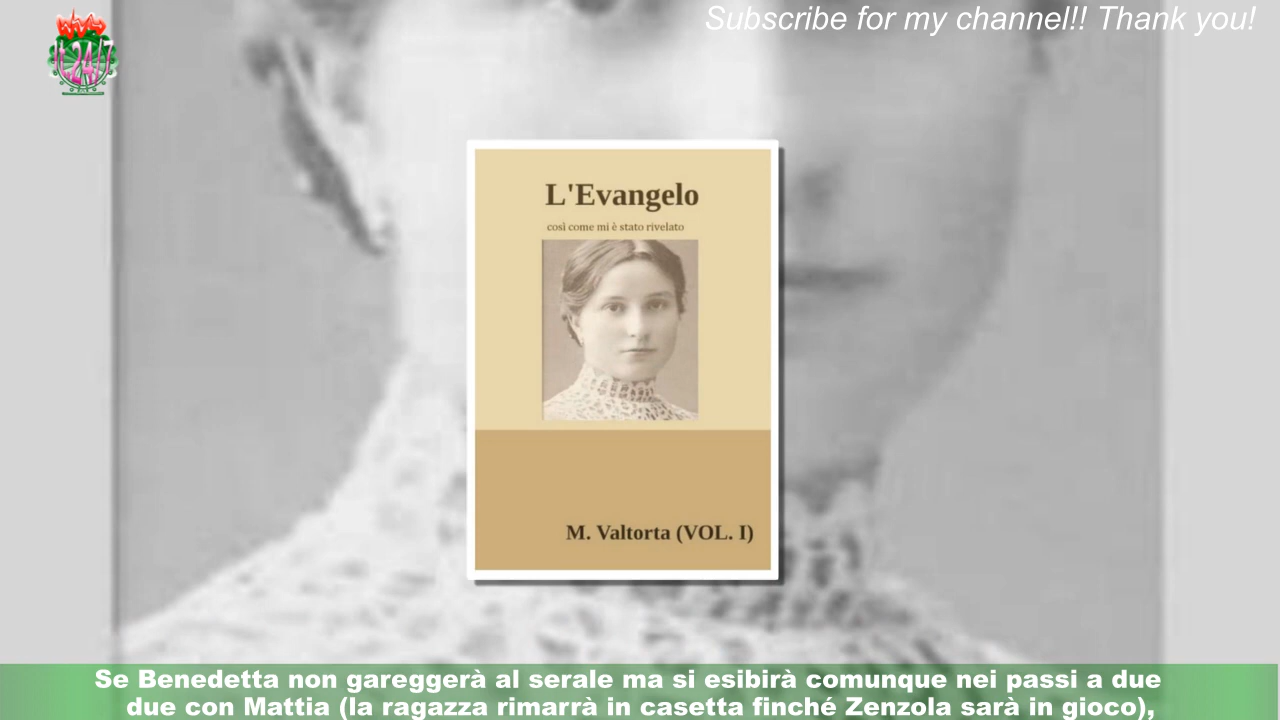 Subscribe for my channel!! Thank you!
24/7
L'Evangelo
così come mi è stato rivelato
M. Valtorta (VOL. I)
Se Benedetta non gareggerà al serale ma si esibirà comunque nei passi a due
due con Mattia (la ragazza rimarrà in casetta finché Zenzola sarà in gioco),